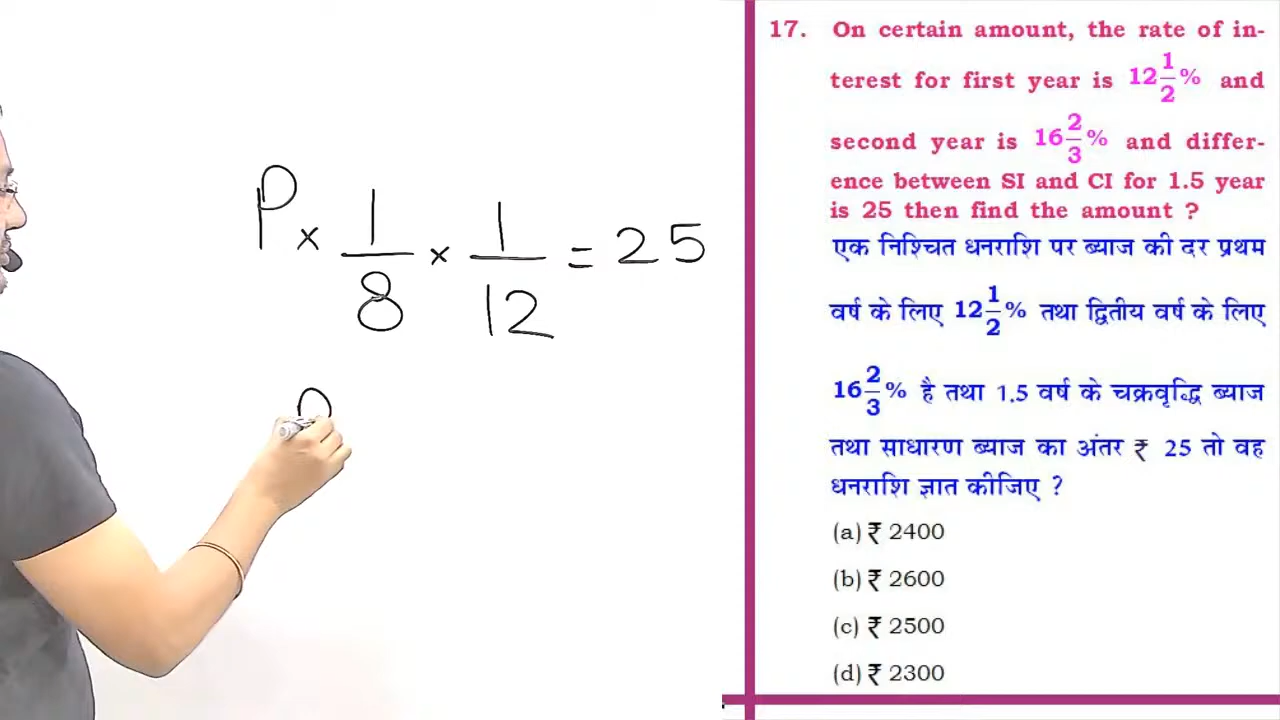 P × 1/8 × 1/12 = 25
17. On certain amount, the rate of in-
terest for first year is 12 1/2 % and
second year is 16 2/3 % and differ-
ence between SI and CI for 1.5 year
is 25 then find the amount ?
एक निश्चित धनराशि पर ब्याज की दर प्रथम
वर्ष के लिए 12 1/2 % तथा द्वितीय वर्ष के लिए
16 2/3 % है तथा 1.5 वर्ष के चक्रवृद्धि ब्याज
तथा साधारण ब्याज का अंतर ₹ 25 तो वह
धनराशि ज्ञात कीजिए ?
(a) ₹ 2400
(b) ₹ 2600
(c) ₹ 2500
(d) ₹ 2300